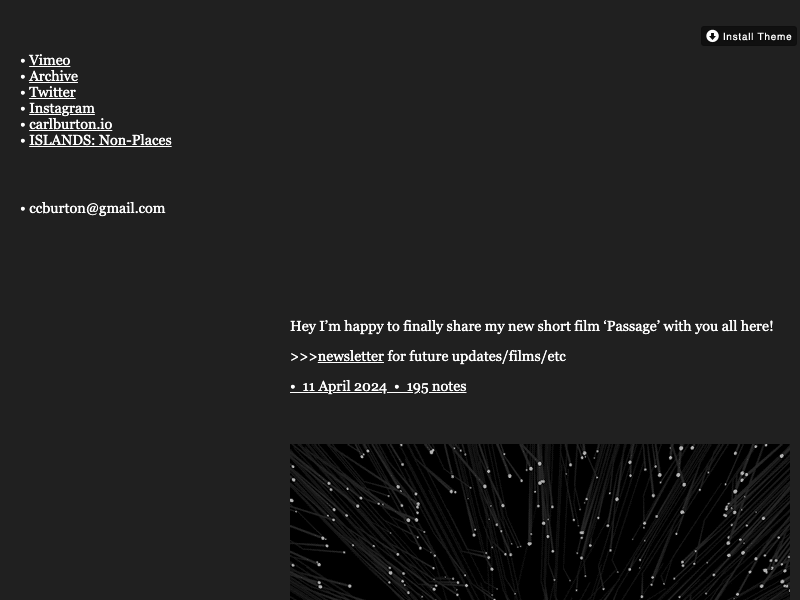 Install Theme
• Vimeo
• Archive
• Twitter
• Instagram
• carlburton.io
• ISLANDS: Non-Places
• ccburton@gmail.com
Hey I’m happy to finally share my new short film ‘Passage’ with you all here!
>>>newsletter for future updates/films/etc
• 11 April 2024 • 195 notes